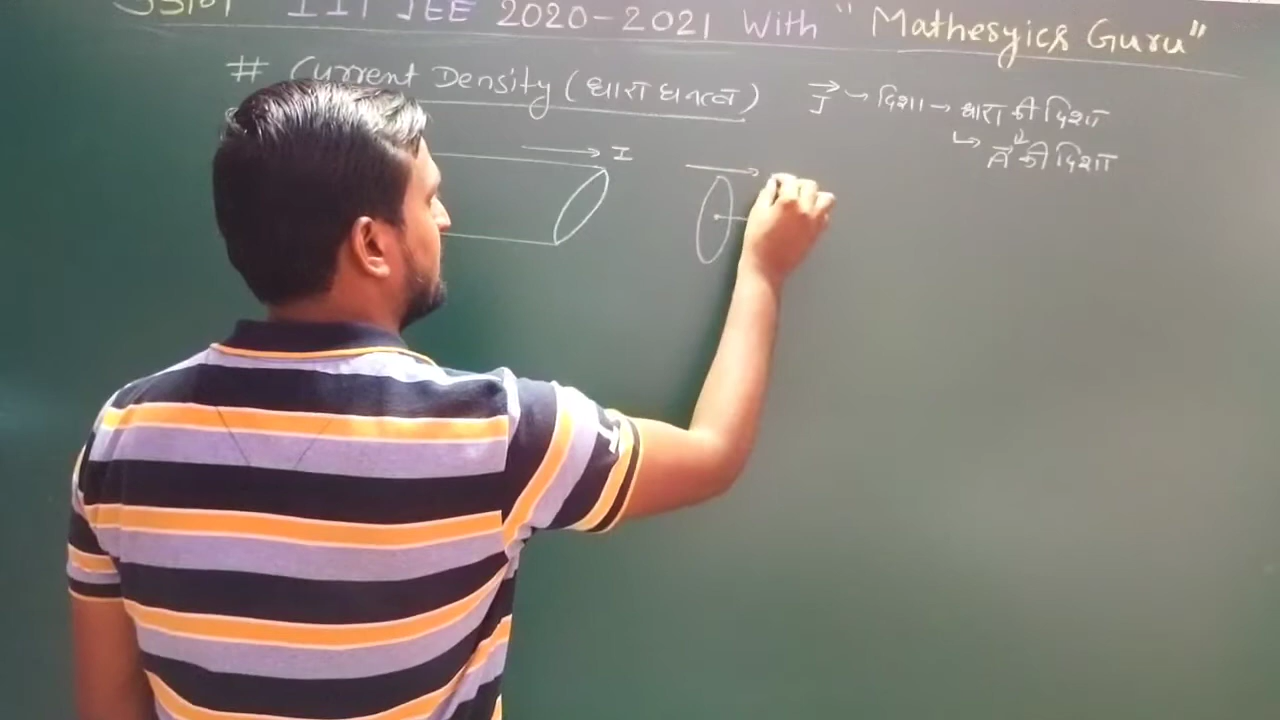 IIT JEE 2020-2021 With "Mathesyics Guru"
# Current Density (धारा घनत्व)
J → दिशा → धारा की दिशा
↳ A की दिशा
I